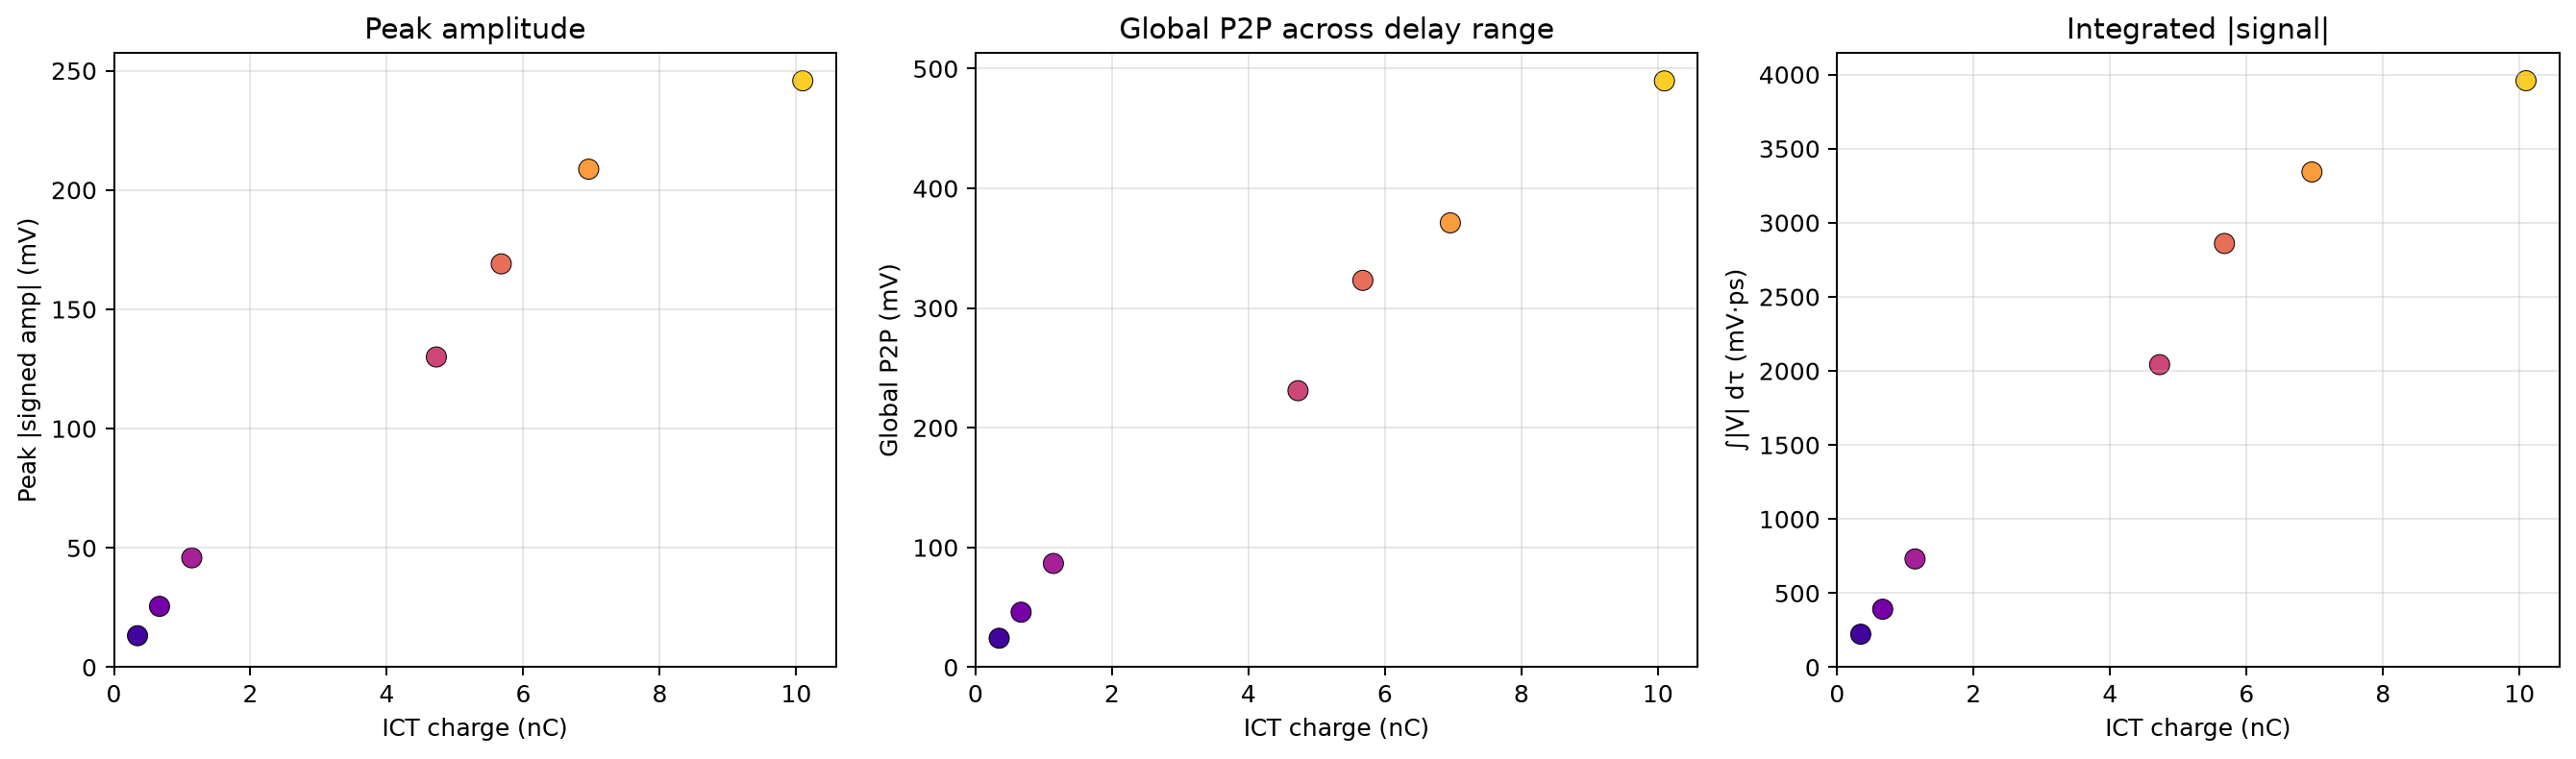 Peak amplitude
Peak |signed amp| (mV)
250
200
150
100
50
0
0 2 4 6 8 10
ICT charge (nC)
Global P2P across delay range
Global P2P (mV)
500
400
300
200
100
0
0 2 4 6 8 10
ICT charge (nC)
Integrated |signal|
∫|V| dτ (mV·ps)
4000
3500
3000
2500
2000
1500
1000
500
0
0 2 4 6 8 10
ICT charge (nC)